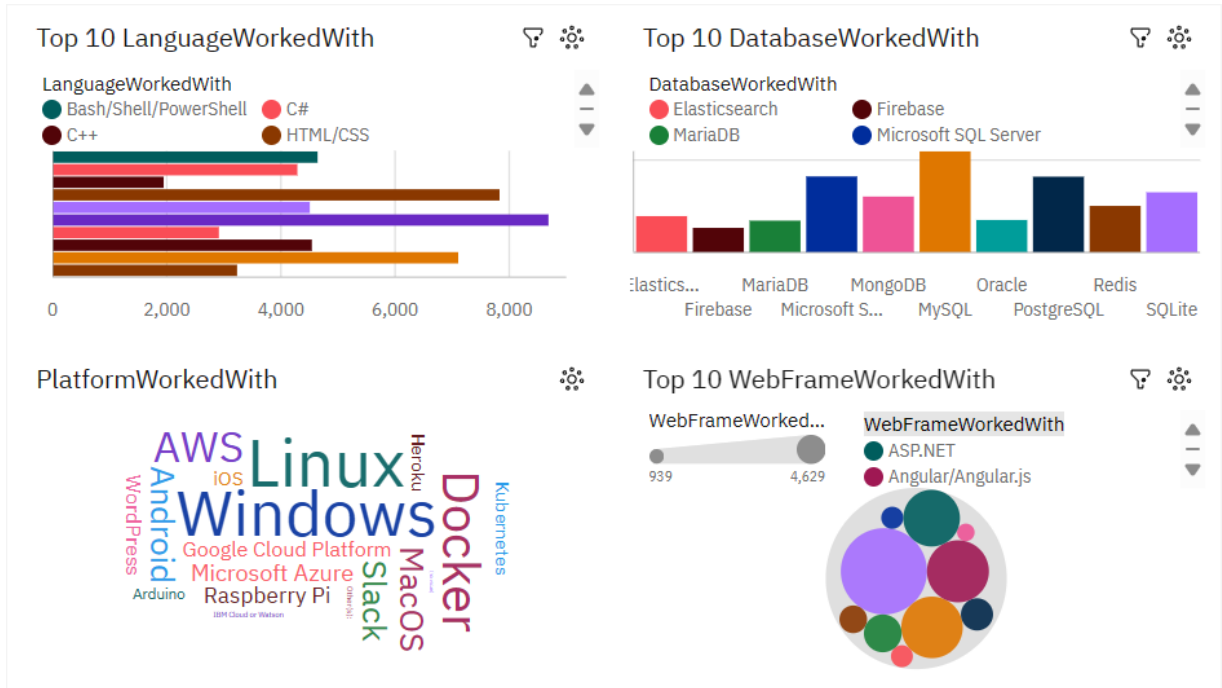 Top 10 LanguageWorkedWith
LanguageWorkedWith
Bash/Shell/PowerShell C#
C++ HTML/CSS
0 2,000 4,000 6,000 8,000
Top 10 DatabaseWorkedWith
DatabaseWorkedWith
Elasticsearch Firebase
MariaDB Microsoft SQL Server
Elastics... MariaDB MongoDB Oracle Redis
Firebase Microsoft S... MySQL PostgreSQL SQLite
PlatformWorkedWith
AWS
Linux
Heroku
iOS
WordPress
Android
Windows
Docker
Kubernetes
Google Cloud Platform
Microsoft Azure
Slack
MacOS
Arduino
Raspberry Pi
IBM Cloud or Watson
Top 10 WebFrameWorkedWith
WebFrameWorked...
939 4,629
WebFrameWorkedWith
ASP.NET
Angular/Angular.js